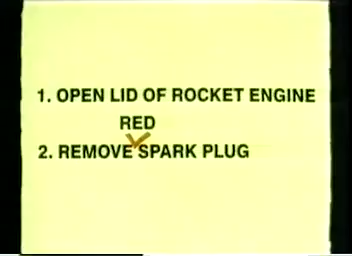 1. OPEN LID OF ROCKET ENGINE
RED
2. REMOVE SPARK PLUG